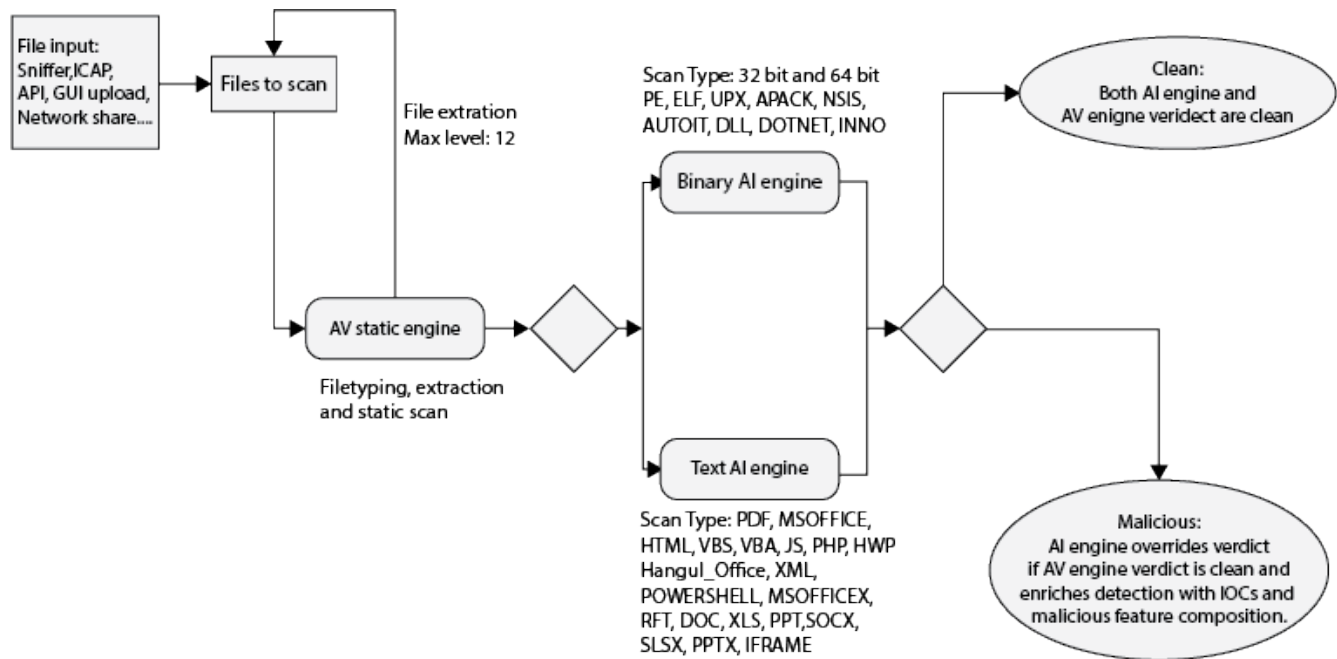 File input:
Sniffer,ICAP,
API, GUI upload,
Network share....
Files to scan
File extration
Max level: 12
AV static engine
Filetyping, extraction
and static scan
Scan Type: 32 bit and 64 bit
PE, ELF, UPX, APACK, NSIS,
AUTOIT, DLL, DOTNET, INNO
Binary AI engine
Text AI engine
Scan Type: PDF, MSOFFICE,
HTML, VBS, VBA, JS, PHP, HWP
Hangul_Office, XML,
POWERSHELL, MSOFFICEX,
RFT, DOC, XLS, PPT,SOCX,
SLSX, PPTX, IFRAME
Clean:
Both AI engine and
AV enigne veridect are clean
Malicious:
AI engine overrides verdict
if AV engine verdict is clean and
enriches detection with IOCs and
malicious feature composition.